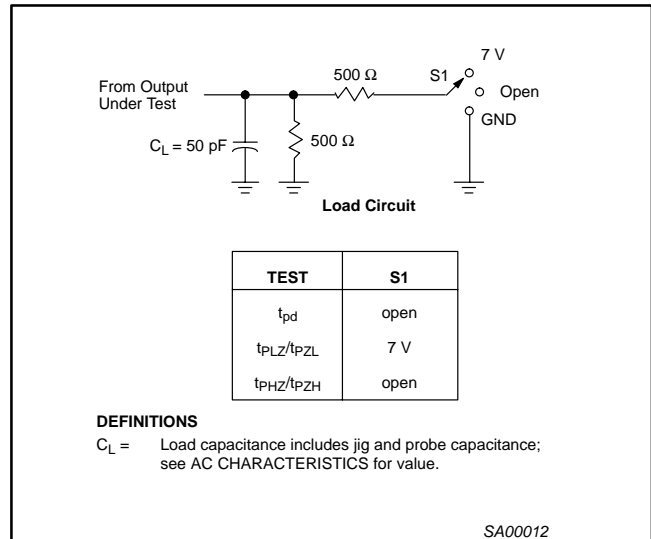 7 V
500 Ω
S1
From Output
Under Test
Open
GND
C_L = 50 pF
500 Ω
Load Circuit
TEST S1
t_pd open
t_PLZ/t_PZL 7 V
t_PHZ/t_PZH open
DEFINITIONS
C_L = Load capacitance includes jig and probe capacitance;
see AC CHARACTERISTICS for value.
SA00012